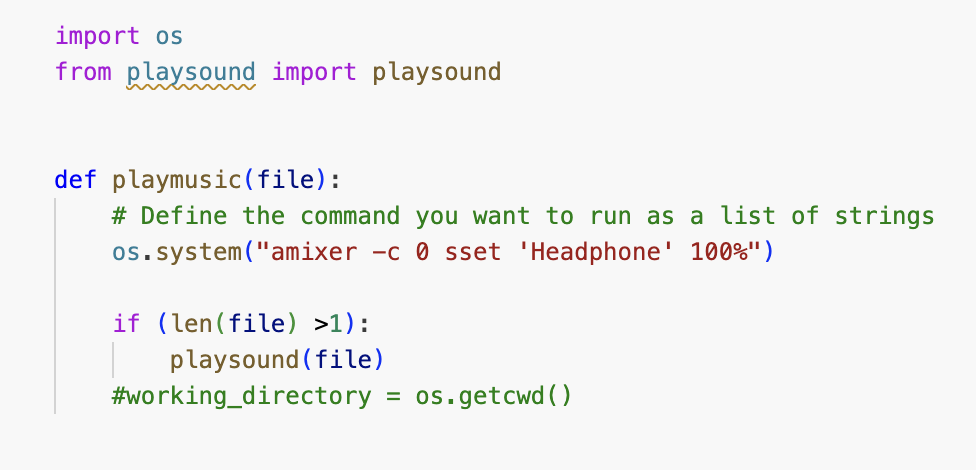 import os
from playsound import playsound
def playmusic(file):
# Define the command you want to run as a list of strings
os.system("amixer -c 0 sset 'Headphone' 100%")
if (len(file) >1):
playsound(file)
#working_directory = os.getcwd()